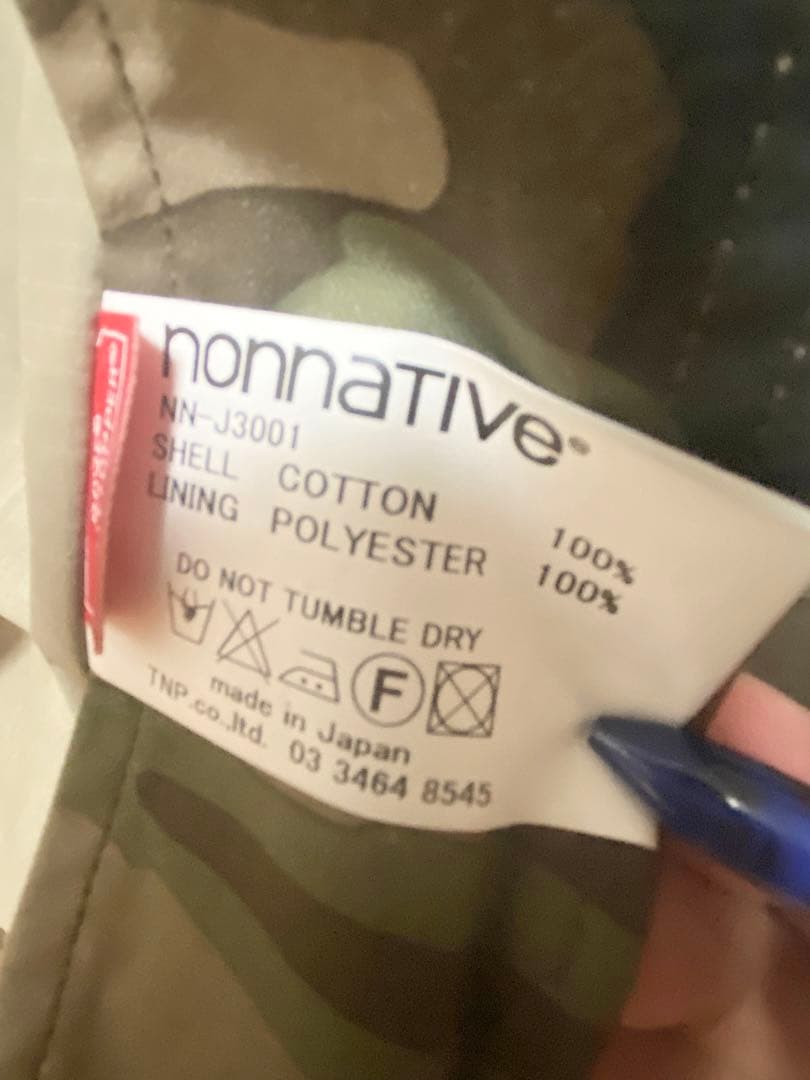 nonnative®
NN-J3001
SHELL COTTON 100%
LINING POLYESTER 100%
DO NOT TUMBLE DRY
F
made in Japan
TNP.co.,ltd. 03 3464 8545